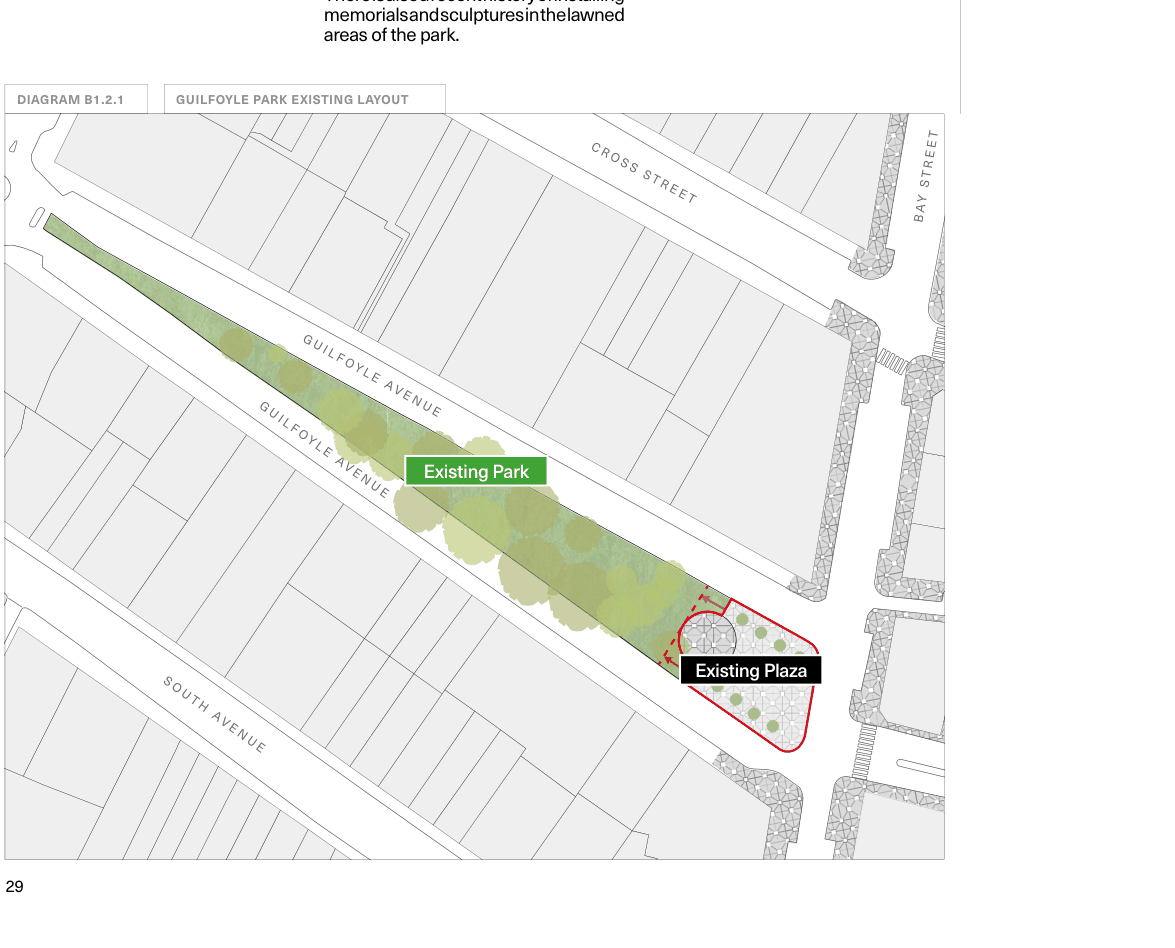 memorials and sculptures in the lawned
areas of the park.
DIAGRAM B1.2.1
GUILFOYLE PARK EXISTING LAYOUT
CROSS STREET
BAY STREET
GUILFOYLE AVENUE
GUILFOYLE AVENUE
Existing Park
Existing Plaza
SOUTH AVENUE
29